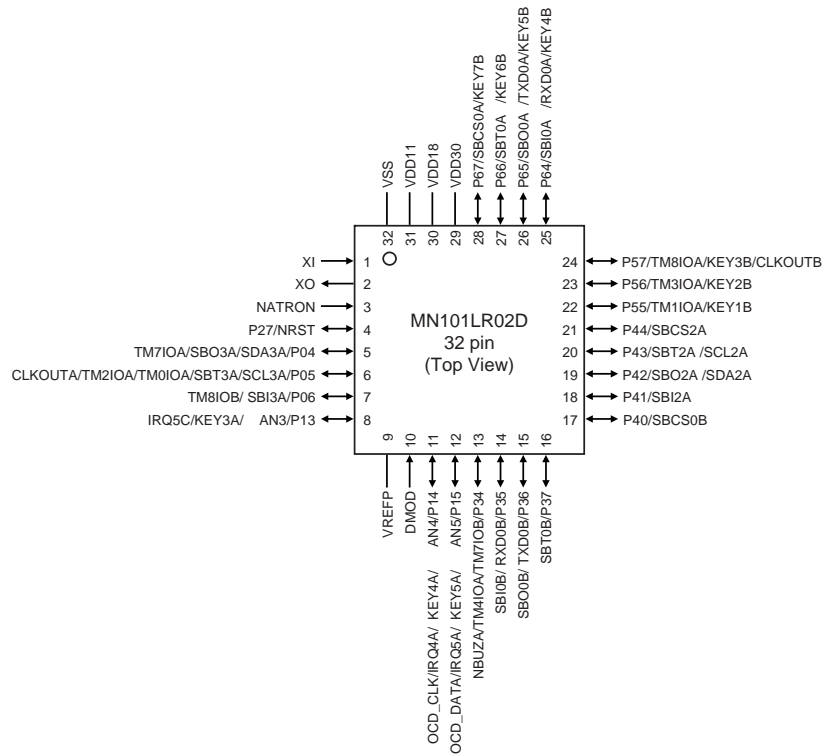 VSS
VDD11
VDD18
VDD30
P67/SBCS0A/KEY7B
P66/SBT0A /KEY6B
P65/SBO0A /TXD0A/KEY5B
P64/SBI0A /RXD0A/KEY4B
32
31
30
29
28
27
26
25
XI
1
XO
2
NATRON
3
P27/NRST
4
TM7IOA/SBO3A/SDA3A/P04
5
CLKOUTA/TM2IOA/TM0IOA/SBT3A/SCL3A/P05
6
TM8IOB/ SBI3A/P06
7
IRQ5C/KEY3A/ AN3/P13
8
MN101LR02D
32 pin
(Top View)
24
P57/TM8IOA/KEY3B/CLKOUTB
23
P56/TM3IOA/KEY2B
22
P55/TM1IOA/KEY1B
21
P44/SBCS2A
20
P43/SBT2A /SCL2A
19
P42/SBO2A /SDA2A
18
P41/SBI2A
17
P40/SBCS0B
9
10
11
12
13
14
15
16
VREFP
DMOD
OCD_CLK/IRQ4A/ KEY4A/ AN4/P14
OCD_DATA/IRQ5A/ KEY5A/ AN5/P15
NBUZA/TM4IOA/TM7IOB/P34
SBI0B/ RXD0B/P35
SBO0B/ TXD0B/P36
SBT0B/P37